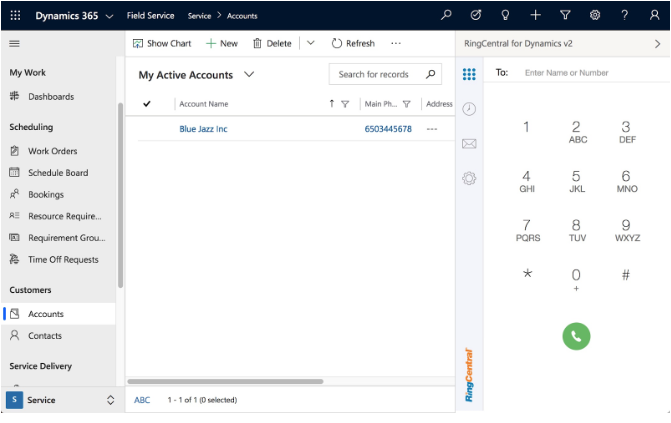 Dynamics 365 Field Service Service > Accounts ?
Show Chart New Delete Refresh ...
RingCentral for Dynamics v2
My Work
Dashboards
Scheduling
Work Orders
Schedule Board
Bookings
Resource Require...
Requirement Grou...
Time Off Requests
Customers
Accounts
Contacts
Service Delivery
S Service
My Active Accounts
Search for records
Account Name Main Ph... Address
Blue Jazz Inc 6503445678 ---
ABC 1 - 1 of 1 (0 selected)
To: Enter Name or Number
1 2 3
ABC DEF
4 5 6
GHI JKL MNO
7 8 9
PQRS TUV WXYZ
* 0 #
+
RingCentral